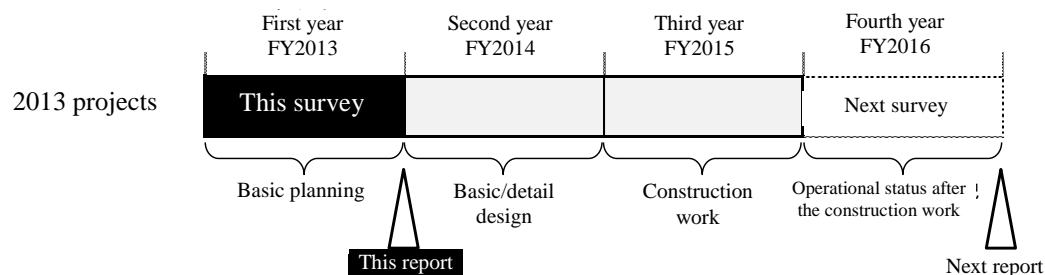 First year
FY2013
Second year
FY2014
Third year
FY2015
Fourth year
FY2016
2013 projects
This survey
Next survey
Basic planning
Basic/detail
design
Construction
work
Operational status after
the construction work
This report
Next report